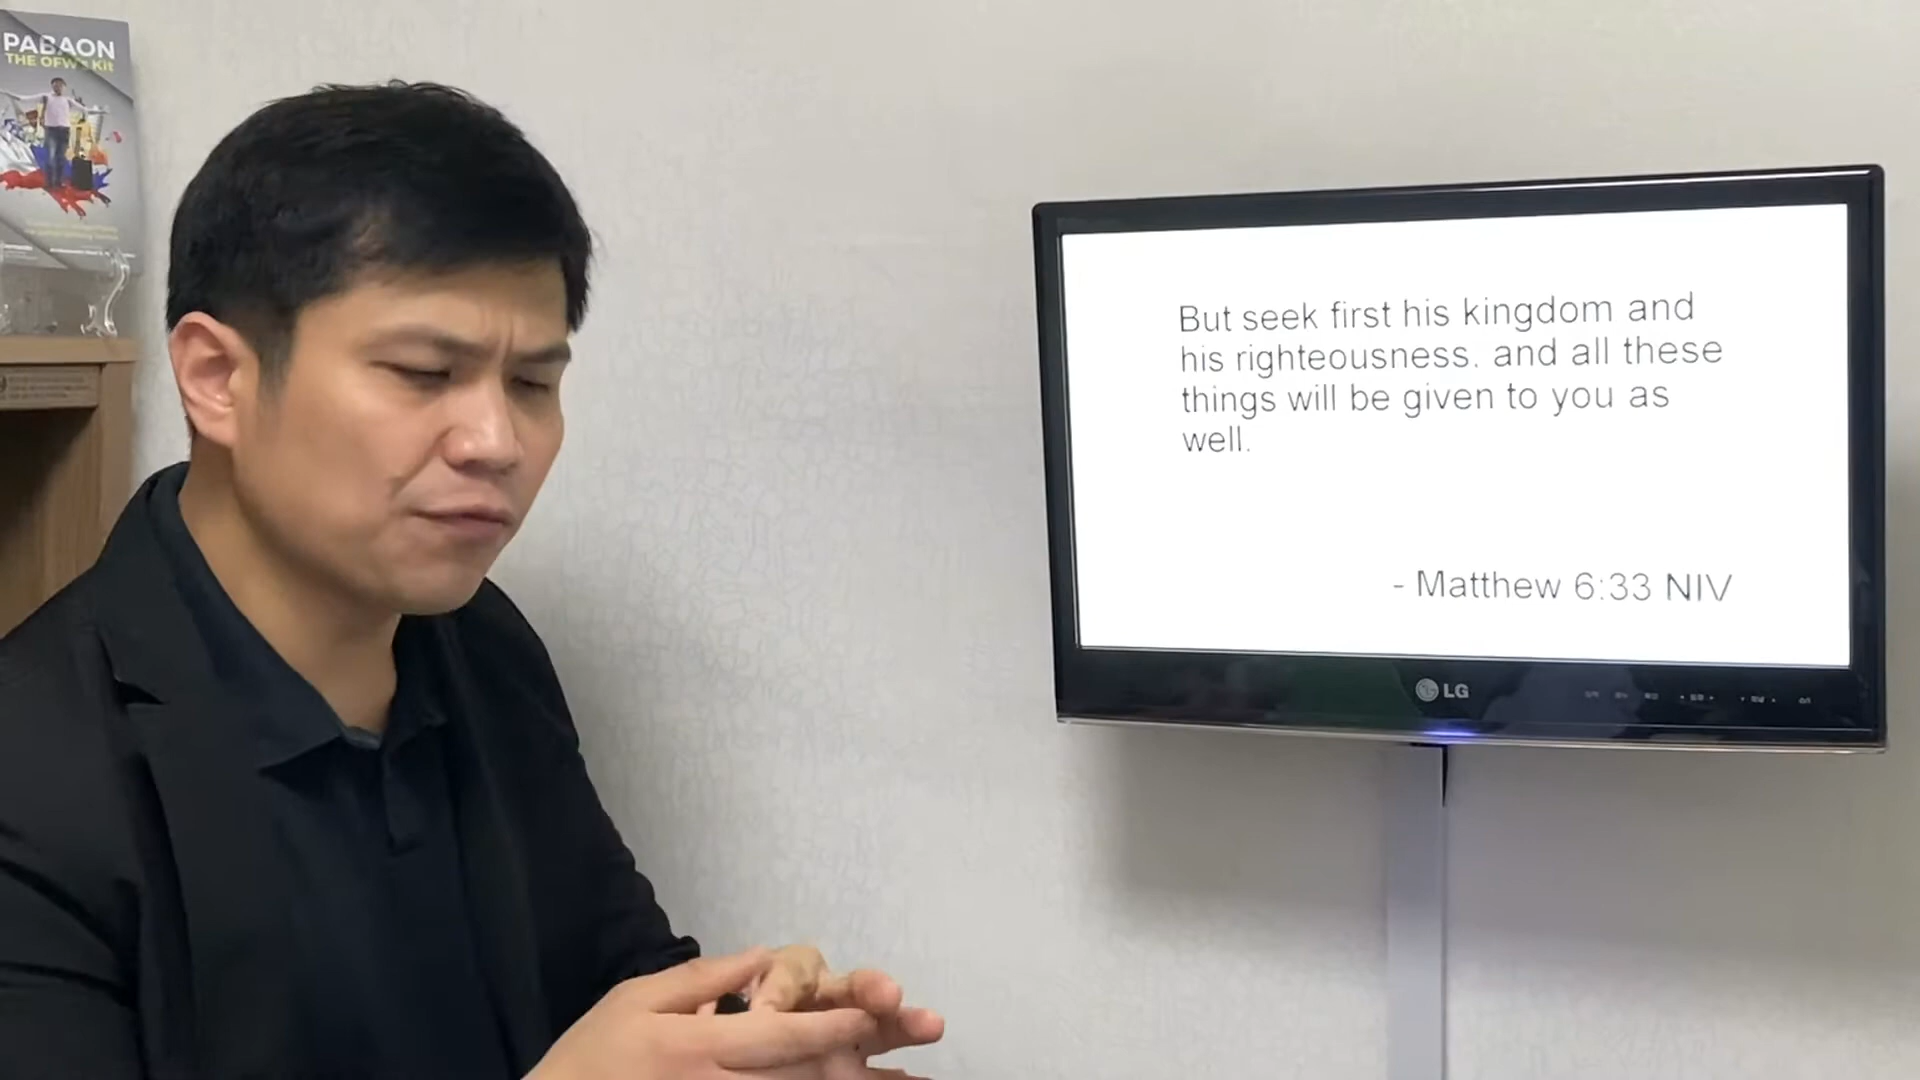 PABAON
THE OFW's Kit
But seek first his kingdom and
his righteousness. and all these
things will be given to you as
well.
- Matthew 6:33 NIV
LG